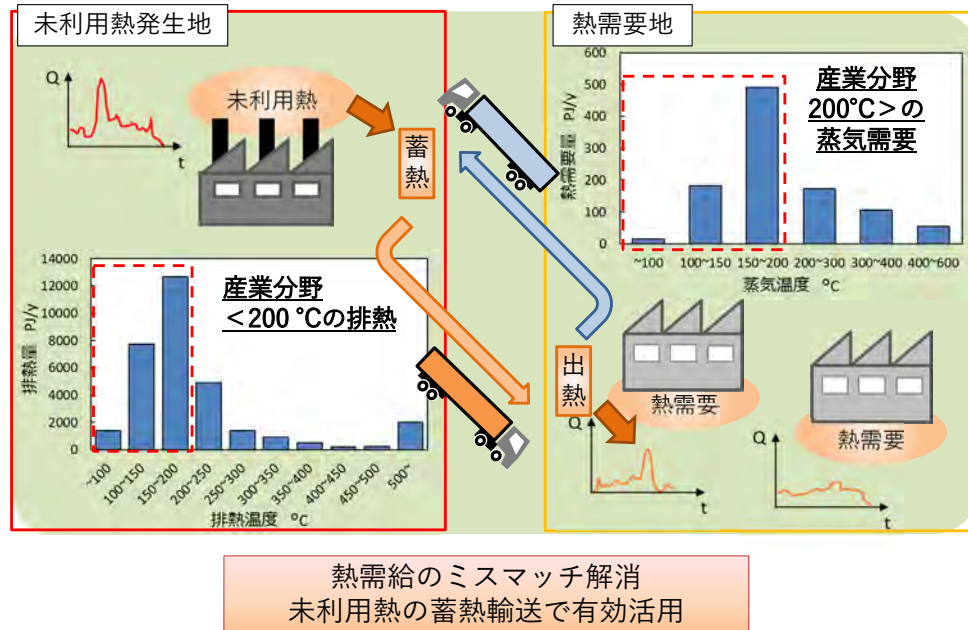 未利用熱発生地
Q
t
未利用熱
蓄熱
14000
12000
10000
8000
6000
4000
2000
0
排熱量 PJ/y
産業分野
＜200 ℃の排熱
~100
100~150
150~200
200~250
250~300
300~350
350~400
400~450
450~500
500~
排熱温度 ℃
熱需要地
600
500
400
300
200
100
0
熱需要量 PJ/y
産業分野
200℃＞の
蒸気需要
~100
100~150
150~200
200~300
300~400
400~600
蒸気温度 ℃
出熱
熱需要
熱需要
Q
t
Q
t
熱需給のミスマッチ解消
未利用熱の蓄熱輸送で有効活用